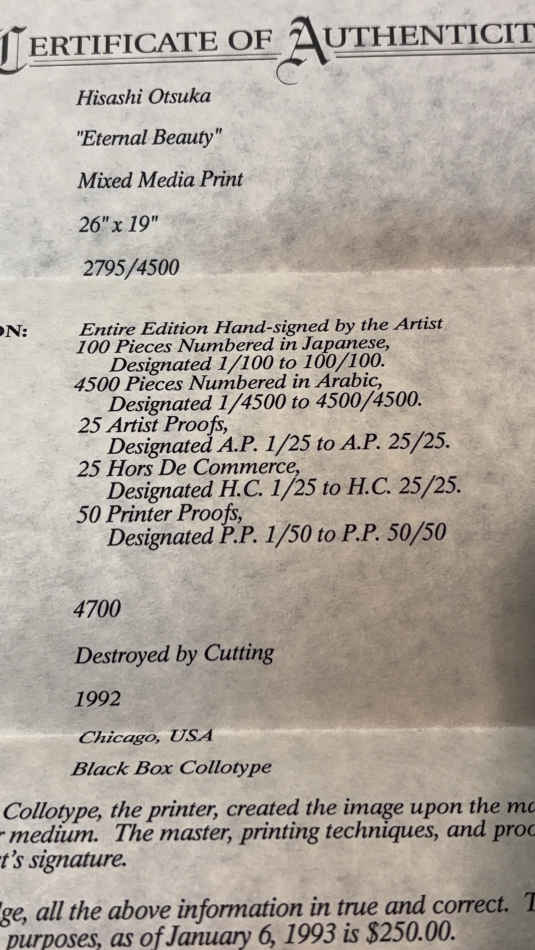 CERTIFICATE OF AUTHENTICIT
Hisashi Otsuka
"Eternal Beauty"
Mixed Media Print
26" x 19"
2795/4500
ON: Entire Edition Hand-signed by the Artist
100 Pieces Numbered in Japanese,
Designated 1/100 to 100/100.
4500 Pieces Numbered in Arabic,
Designated 1/4500 to 4500/4500.
25 Artist Proofs,
Designated A.P. 1/25 to A.P. 25/25.
25 Hors De Commerce,
Designated H.C. 1/25 to H.C. 25/25.
50 Printer Proofs,
Designated P.P. 1/50 to P.P. 50/50
4700
Destroyed by Cutting
1992
Chicago, USA
Black Box Collotype
Collotype, the printer, created the image upon the ma
r medium. The master, printing techniques, and proc
t's signature.
dge, all the above information in true and correct. T
purposes, as of January 6, 1993 is $250.00.